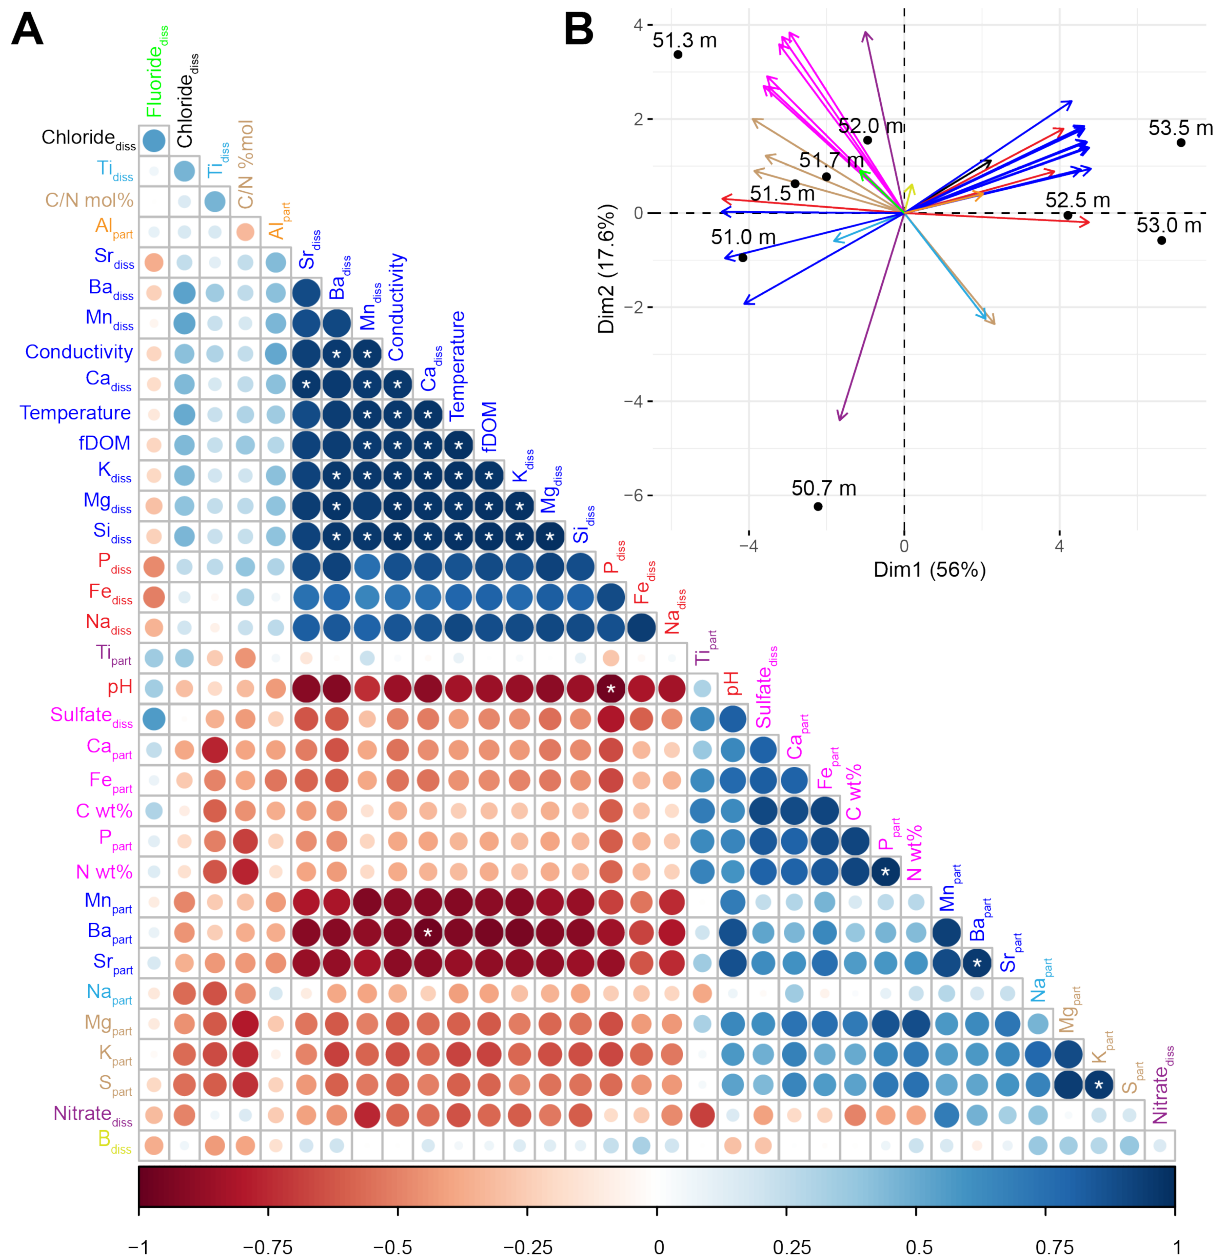 A
B
Fluoride diss
Chloride diss
Ti diss
C/N %mol
Al part
Sr diss
Ba diss
Mn diss
Conductivity
Ca diss
Temperature
fDOM
K diss
Mg diss
Si diss
P diss
Fe diss
Na diss
Ti part
pH
Sulfate diss
Ca part
Fe part
C wt%
P part
N wt%
Mn part
Ba part
Sr part
Na part
Mg part
K part
S part
Nitrate diss
Chloride diss
Ti diss
C/N mol%
Al part
Sr diss
Ba diss
Mn diss
Conductivity
Ca diss
Temperature
fDOM
K diss
Mg diss
Si diss
P diss
Fe diss
Na diss
Ti part
pH
Sulfate diss
Ca part
Fe part
C wt%
P part
N wt%
Mn part
Ba part
Sr part
Na part
Mg part
K part
S part
Nitrate diss
B diss
−1 −0.75 −0.5 −0.25 0 0.25 0.5 0.75 1
4
2
0
−2
−4
−6
Dim2 (17.6%)
51.3 m
52.0 m
53.5 m
51.7 m
51.5 m
52.5 m
51.0 m
53.0 m
50.7 m
−4 0 4
Dim1 (56%)